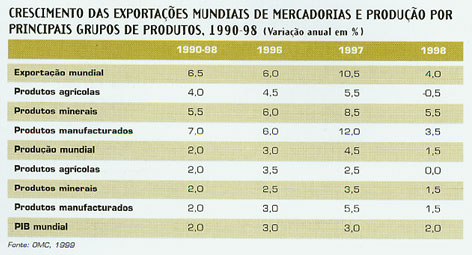 CRESCIMENTO DAS EXPORTAÇÕES MUNDIAIS DE MERCADORIAS E PRODUÇÃO POR
PRINCIPAIS GRUPOS DE PRODUTOS, 1990-98 (Variação anual em %)
1990-98 1996 1997 1998
Exportação mundial 6,5 6,0 10,5 4,0
Produtos agrícolas 4,0 4,5 5,5 -0,5
Produtos minerais 5,5 6,0 8,5 5,5
Produtos manufacturados 7,0 6,0 12,0 3,5
Produção mundial 2,0 3,0 4,5 1,5
Produtos agrícolas 2,0 3,5 2,5 0,0
Produtos minerais 2,0 2,5 3,5 1,5
Produtos manufacturados 2,0 3,0 5,5 1,5
PIB mundial 2,0 3,0 3,0 2,0
Fonte: OMC, 1999